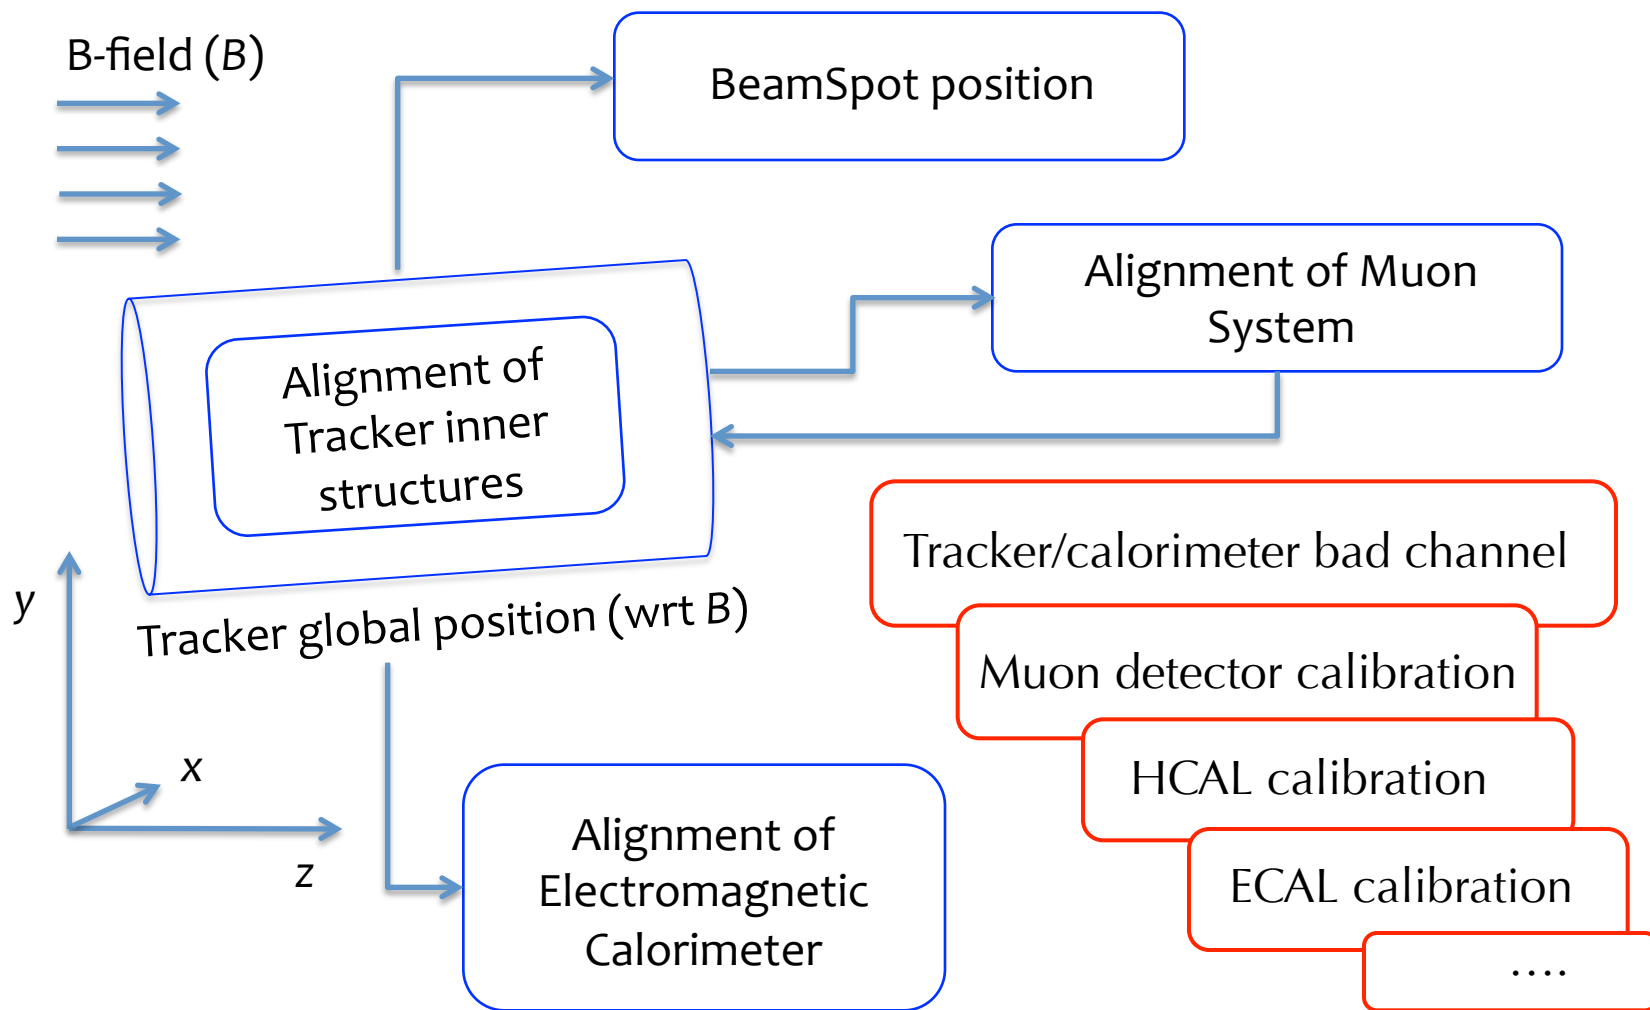 B-field (B)
BeamSpot position
Alignment of Muon
System
Alignment of
Tracker inner
structures
Tracker global position (wrt B)
y
x
z
Alignment of
Electromagnetic
Calorimeter
Tracker/calorimeter bad channel
Muon detector calibration
HCAL calibration
ECAL calibration
....